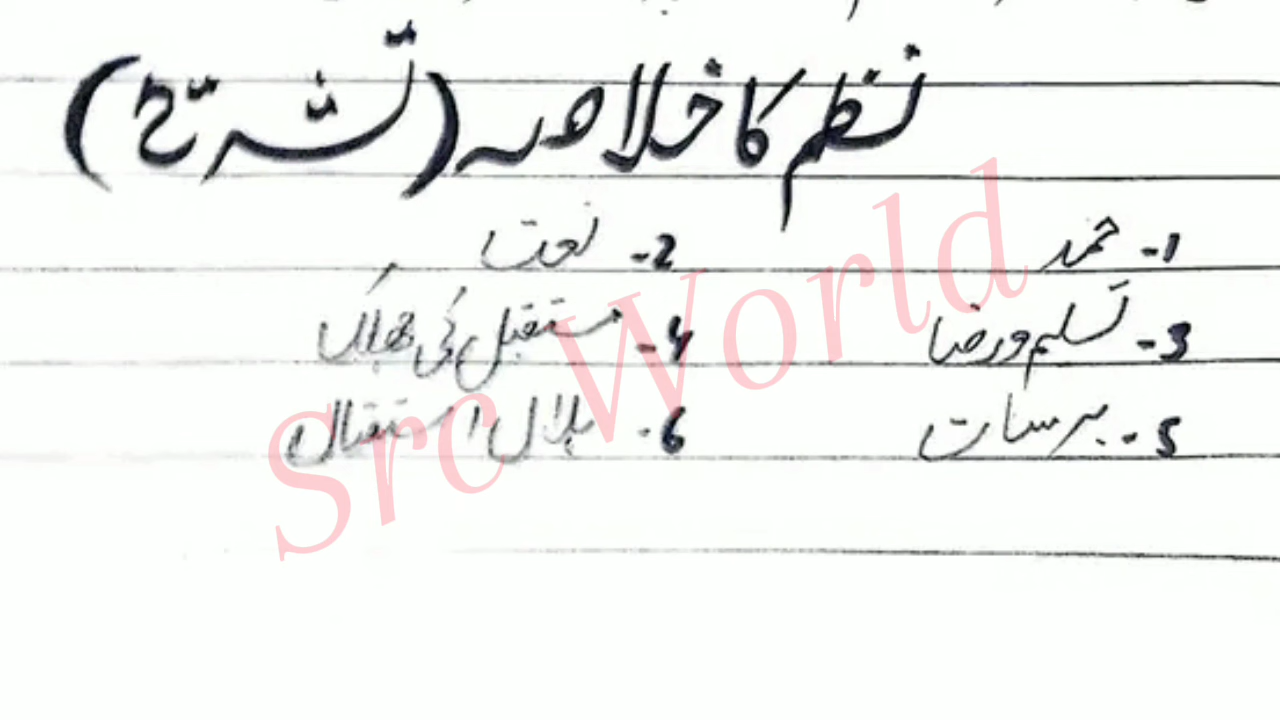 نظم کا خلاصہ (تشریح)
1- حمد 2- نعت
3- تسلیم و رضا 4- مستقبل کی جھلک
5- برسات 6- ہلال استقلال
Src World